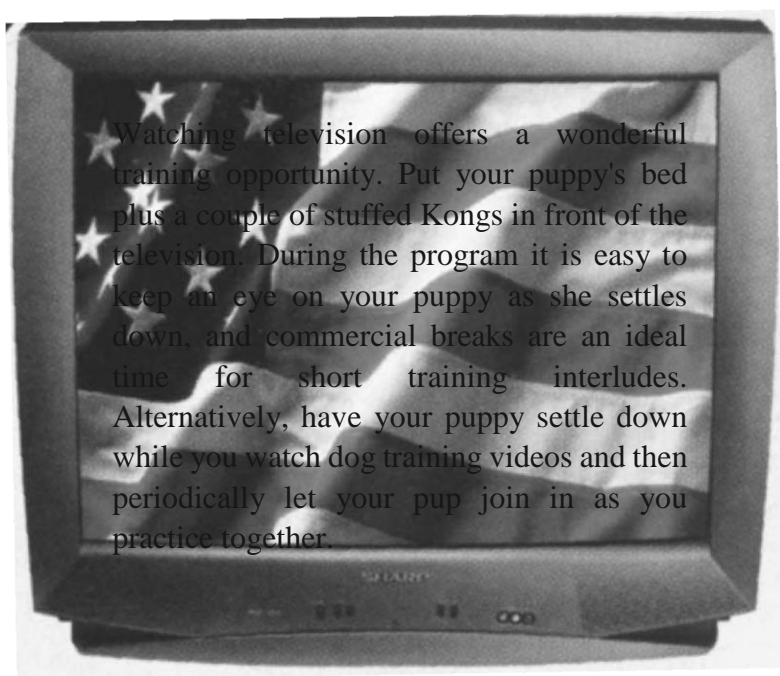 Watching television offers a wonderful
training opportunity. Put your puppy's bed
plus a couple of stuffed Kongs in front of the
television. During the program it is easy to
keep an eye on your puppy as she settles
down, and commercial breaks are an ideal
time for short training interludes.
Alternatively, have your puppy settle down
while you watch dog training videos and then
periodically let your pup join in as you
practice together.
SHARP